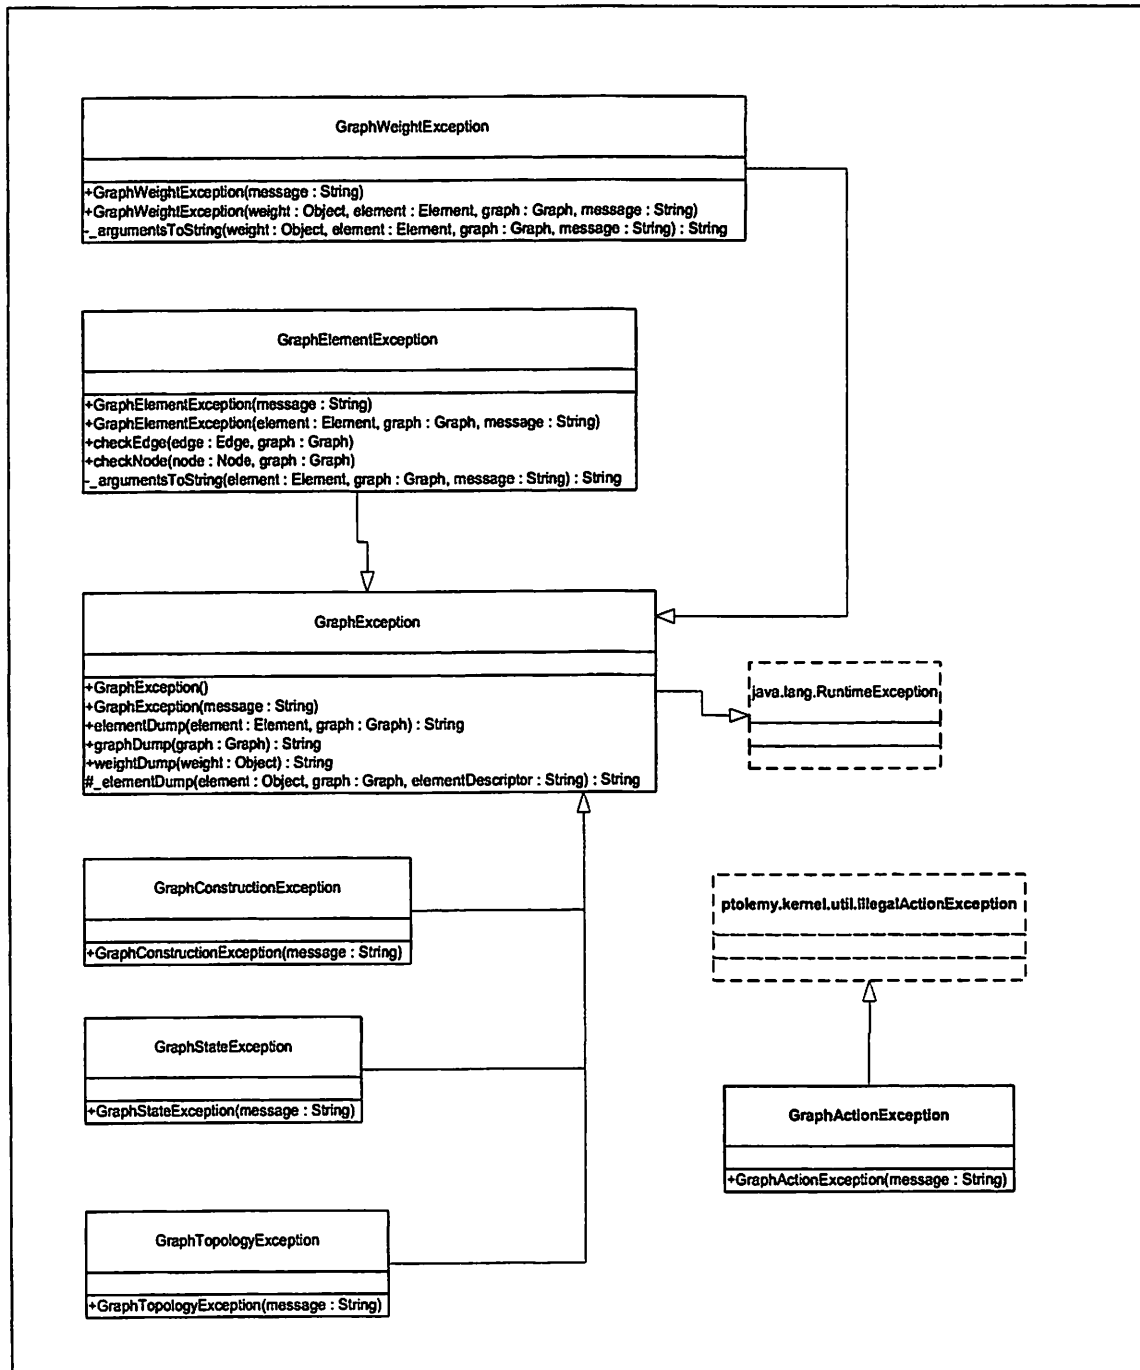 GraphWeightException
+GraphWeightException(message : String)
+GraphWeightException(weight : Object, element : Element, graph : Graph, message : String)
-_argumentsToString(weight : Object, element : Element, graph : Graph, message : String) : String
GraphElementException
+GraphElementException(message : String)
+GraphElementException(element : Element, graph : Graph, message : String)
+checkEdge(edge : Edge, graph : Graph)
+checkNode(node : Node, graph : Graph)
-_argumentsToString(element : Element, graph : Graph, message : String) : String
GraphException
+GraphException()
+GraphException(message : String)
+elementDump(element : Element, graph : Graph) : String
+graphDump(graph : Graph) : String
+weightDump(weight : Object) : String
#_elementDump(element : Object, graph : Graph, elementDescriptor : String) : String
java.lang.RuntimeException
GraphConstructionException
+GraphConstructionException(message : String)
ptolemy.kernel.util.IllegalActionException
GraphStateException
+GraphStateException(message : String)
GraphActionException
+GraphActionException(message : String)
GraphTopologyException
+GraphTopologyException(message : String)